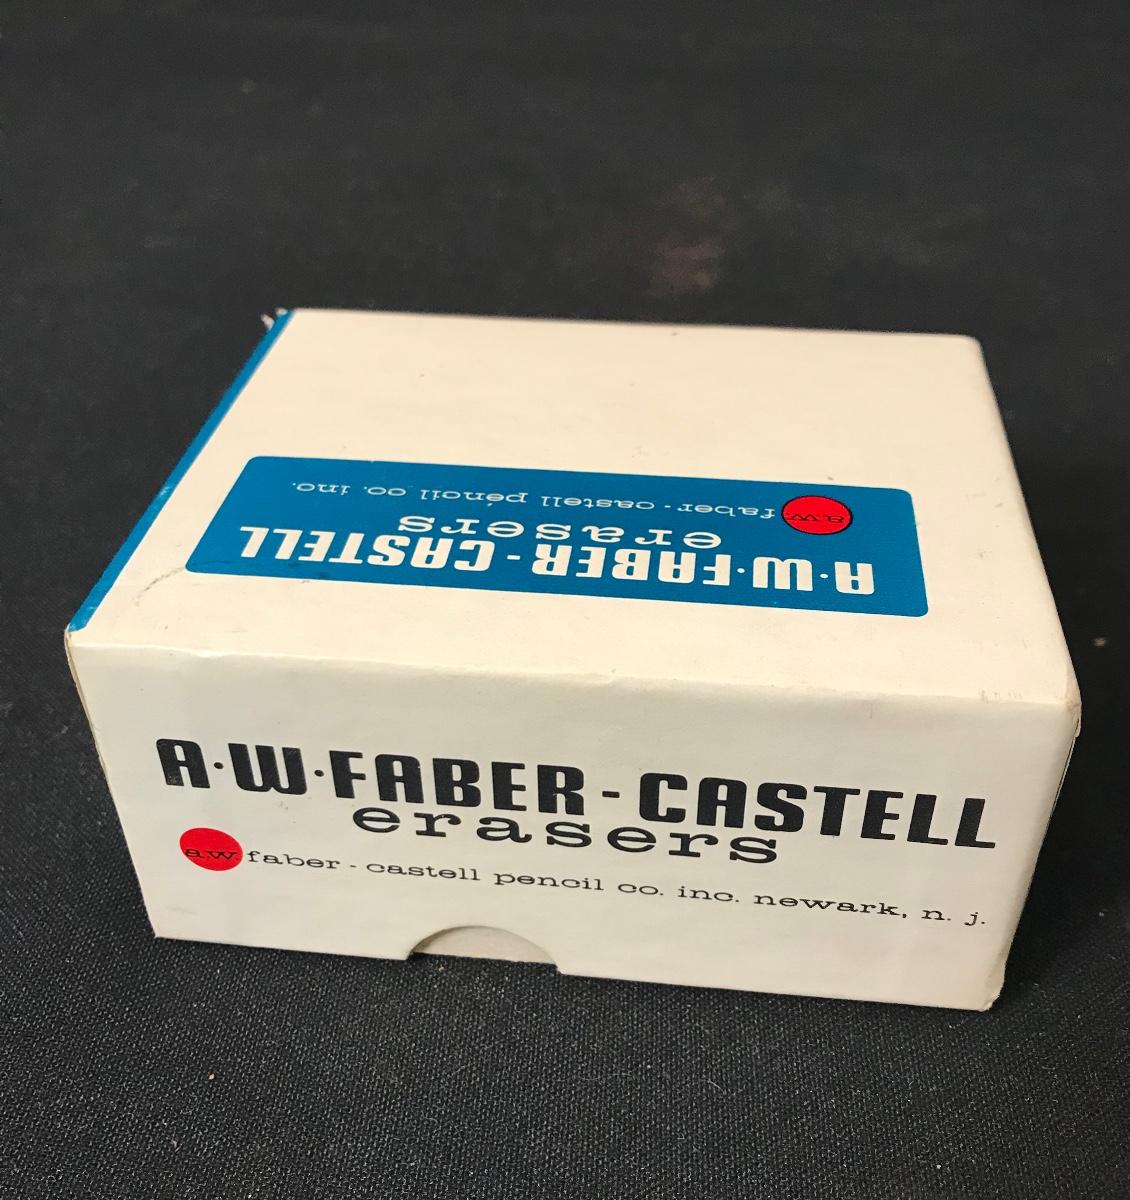 a.w. faber - castell pencil co. inc.
A·W·FABER-CASTELL
erasers
A·W·FABER-CASTELL
erasers
a.w. faber - castell pencil co. inc. newark, n. j.